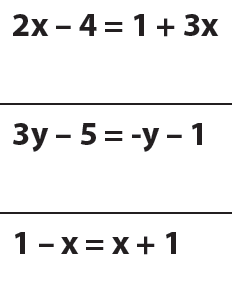 2x – 4 = 1 + 3x
3y – 5 = -y – 1
1 – x = x + 1